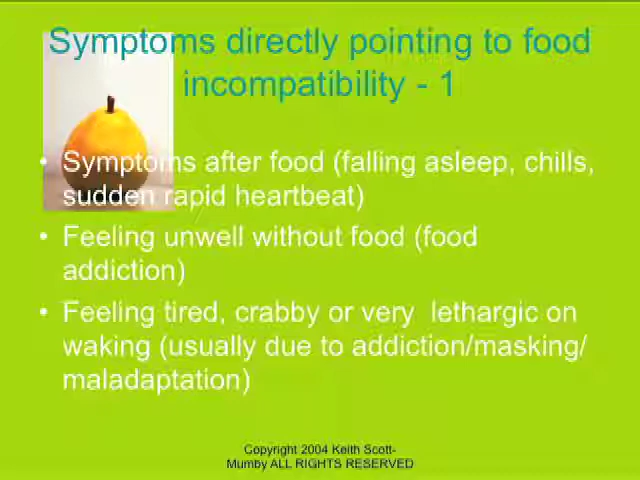 Symptoms directly pointing to food
incompatibility - 1
• Symptoms after food (falling asleep, chills,
sudden rapid heartbeat)
• Feeling unwell without food (food
addiction)
• Feeling tired, crabby or very lethargic on
waking (usually due to addiction/masking/
maladaptation)
Copyright 2004 Keith Scott-
Mumby ALL RIGHTS RESERVED